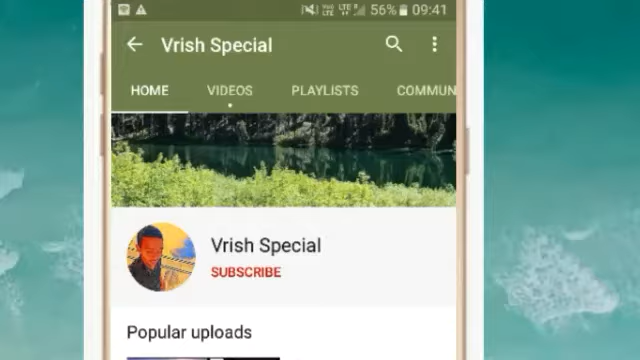 LTE 56% 09:41
Vrish Special
HOME VIDEOS PLAYLISTS COMMUN
Vrish Special
SUBSCRIBE
Popular uploads